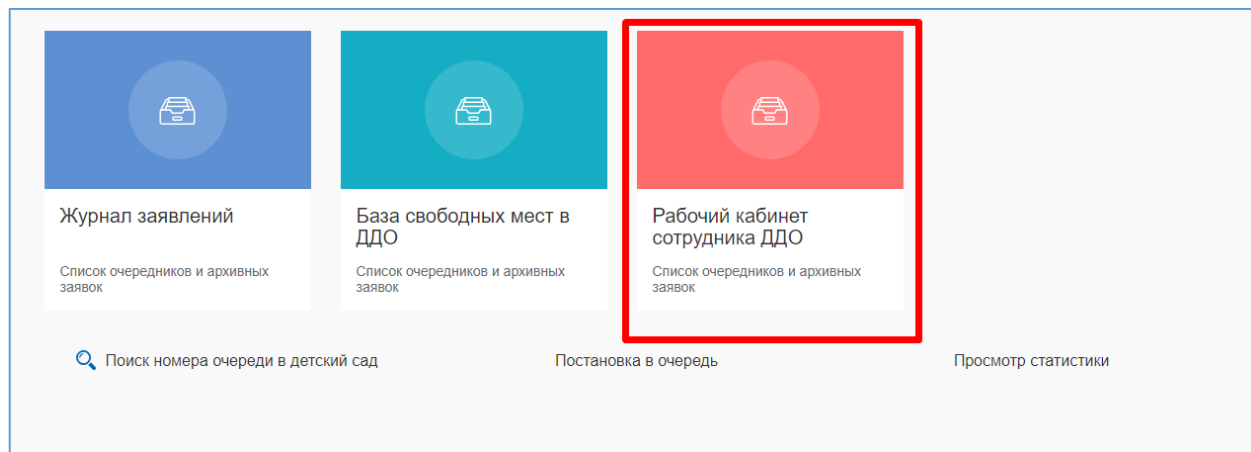 Журнал заявлений
Список очередников и архивных
заявок
База свободных мест в
ДДО
Список очередников и архивных
заявок
Рабочий кабинет
сотрудника ДДО
Список очередников и архивных
заявок
Поиск номера очереди в детский сад
Постановка в очередь
Просмотр статистики